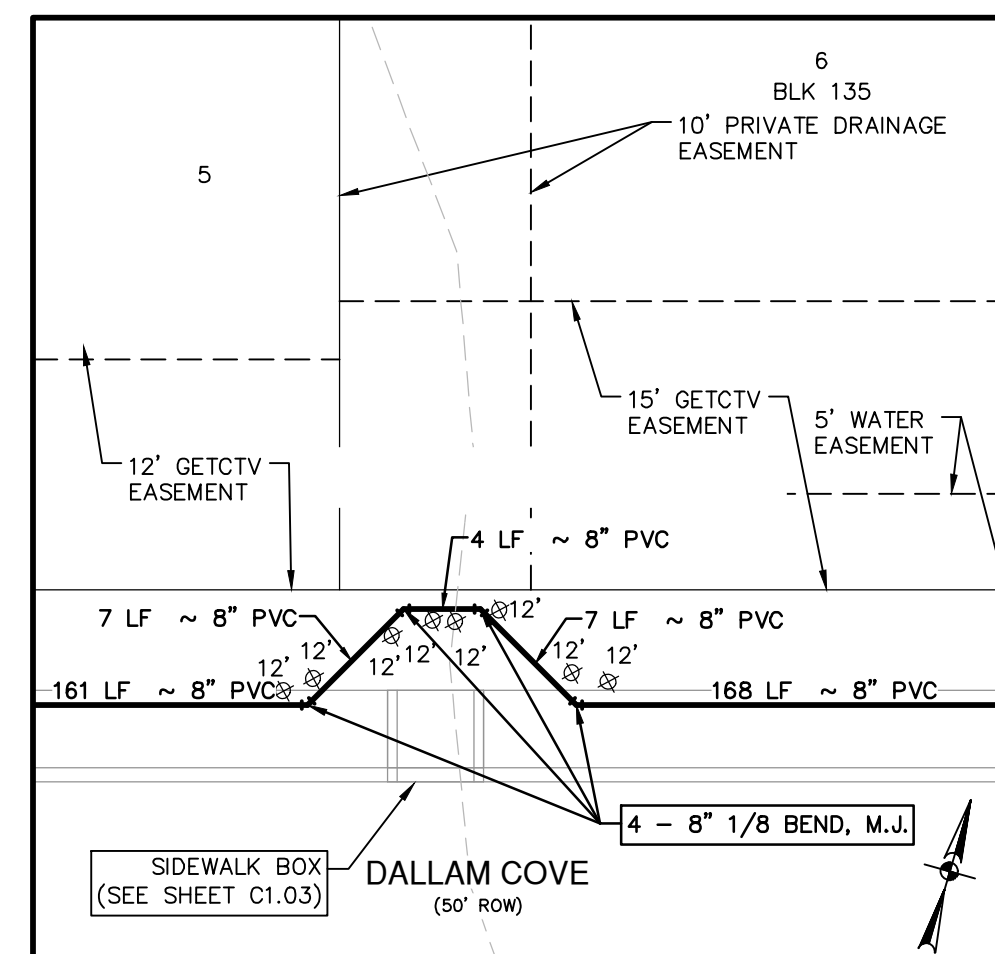 6
BLK 135
10' PRIVATE DRAINAGE
EASEMENT
5
15' GETCTV
EASEMENT
5' WATER
EASEMENT
12' GETCTV
EASEMENT
4 LF ~ 8" PVC
7 LF ~ 8" PVC
12'
7 LF ~ 8" PVC
12'
12'
12'
12'
12'
12'
12'
161 LF ~ 8" PVC
168 LF ~ 8" PVC
4 - 8" 1/8 BEND, M.J.
SIDEWALK BOX
(SEE SHEET C1.03)
DALLAM COVE
(50' ROW)